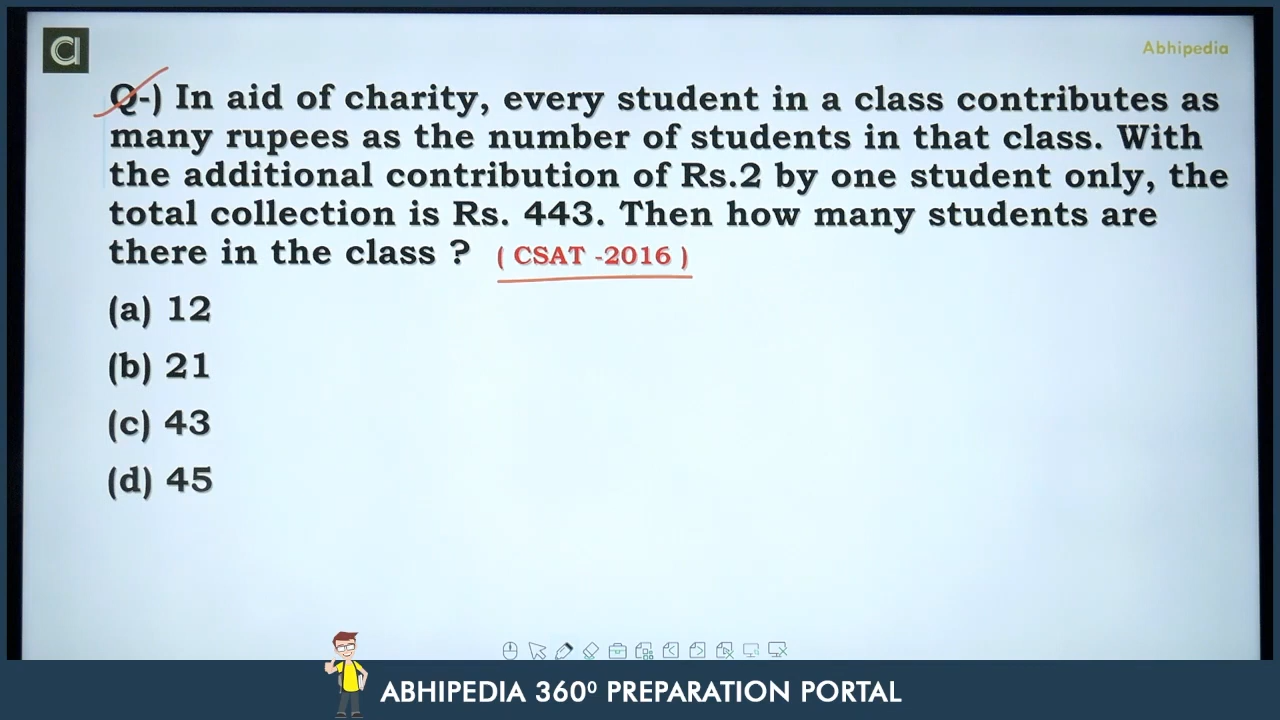 Abhipedia
Q-) In aid of charity, every student in a class contributes as
many rupees as the number of students in that class. With
the additional contribution of Rs.2 by one student only, the
total collection is Rs. 443. Then how many students are
there in the class ? ( CSAT -2016 )
(a) 12
(b) 21
(c) 43
(d) 45
ABHIPEDIA 360⁰ PREPARATION PORTAL